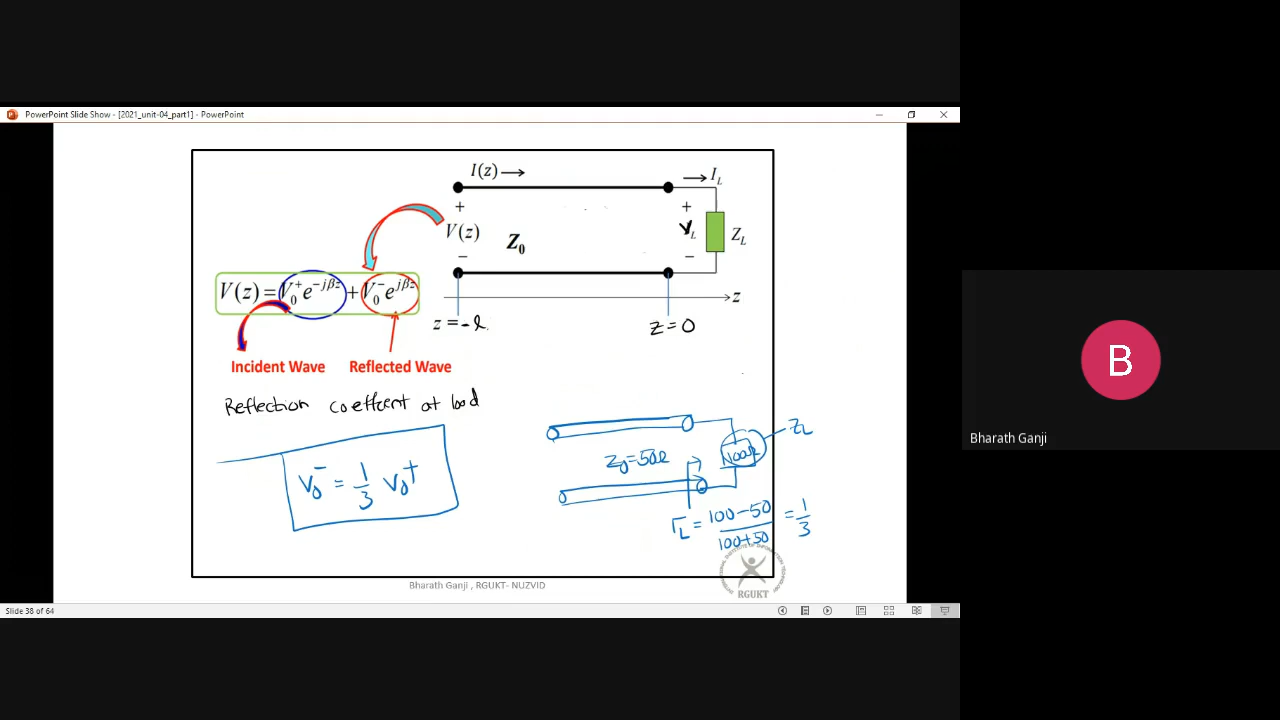 PowerPoint Slide Show - [2021_unit-04_part1] - PowerPoint
I(z)
I_L
+
+
V(z)
Z_0
V_L
Z_L
−
−
V(z) = V_0^+ e^{-jβz} + V_0^- e^{jβz}
z
z = -l
z = 0
Incident Wave
Reflected Wave
Reflection coefficent at load
Z_L
Z_0 = 50Ω
100Ω
V_0^- = 1/3 V_0^+
Γ_L = (100 - 50)/(100 + 50) = 1/3
RGUKT
Bharath Ganji , RGUKT- NUZVID
Slide 38 of 64
B
Bharath Ganji